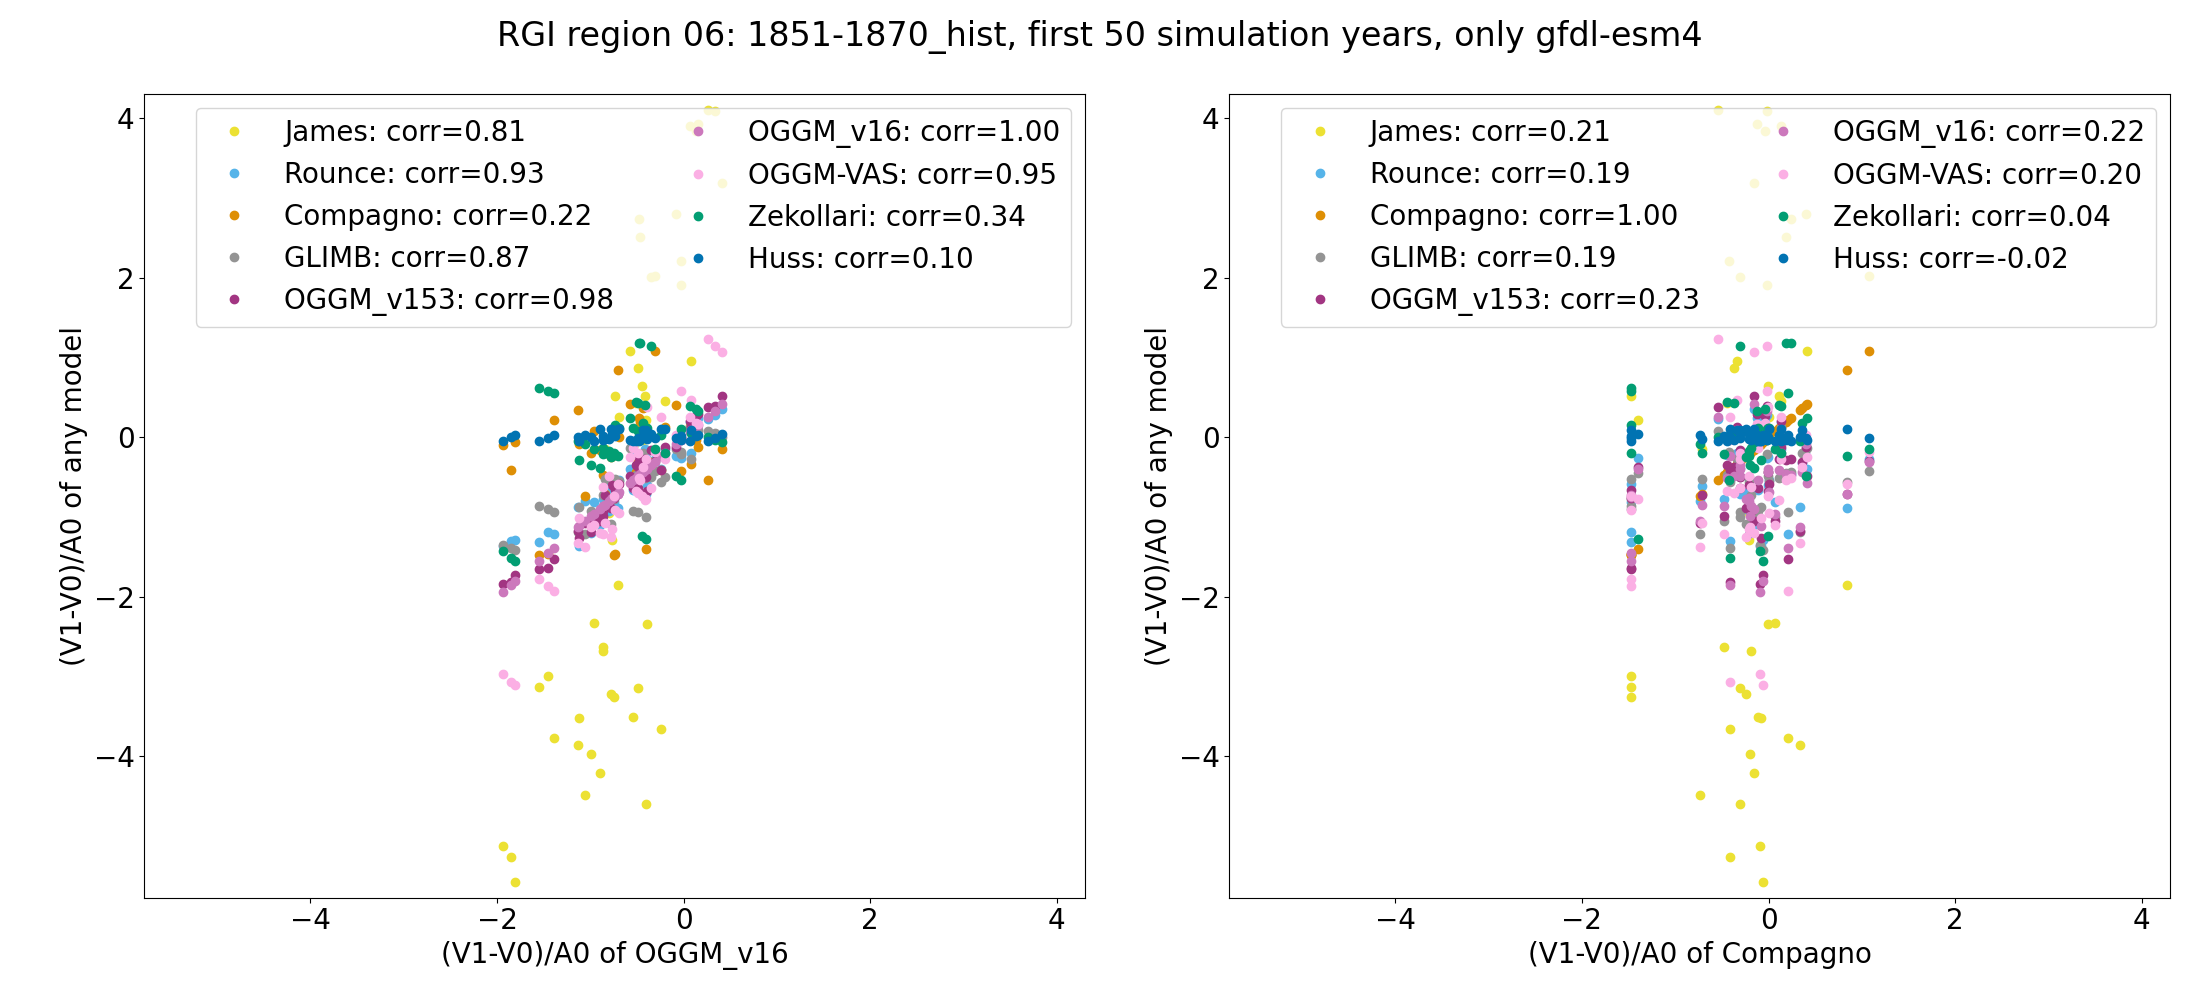 RGI region 06: 1851-1870_hist, first 50 simulation years, only gfdl-esm4
James: corr=0.81
Rounce: corr=0.93
Compagno: corr=0.22
GLIMB: corr=0.87
OGGM_v153: corr=0.98
OGGM_v16: corr=1.00
OGGM-VAS: corr=0.95
Zekollari: corr=0.34
Huss: corr=0.10
4
2
0
−2
−4
(V1-V0)/A0 of any model
−4
−2
0
2
4
(V1-V0)/A0 of OGGM_v16
James: corr=0.21
Rounce: corr=0.19
Compagno: corr=1.00
GLIMB: corr=0.19
OGGM_v153: corr=0.23
OGGM_v16: corr=0.22
OGGM-VAS: corr=0.20
Zekollari: corr=0.04
Huss: corr=-0.02
4
2
0
−2
−4
(V1-V0)/A0 of any model
−4
−2
0
2
4
(V1-V0)/A0 of Compagno